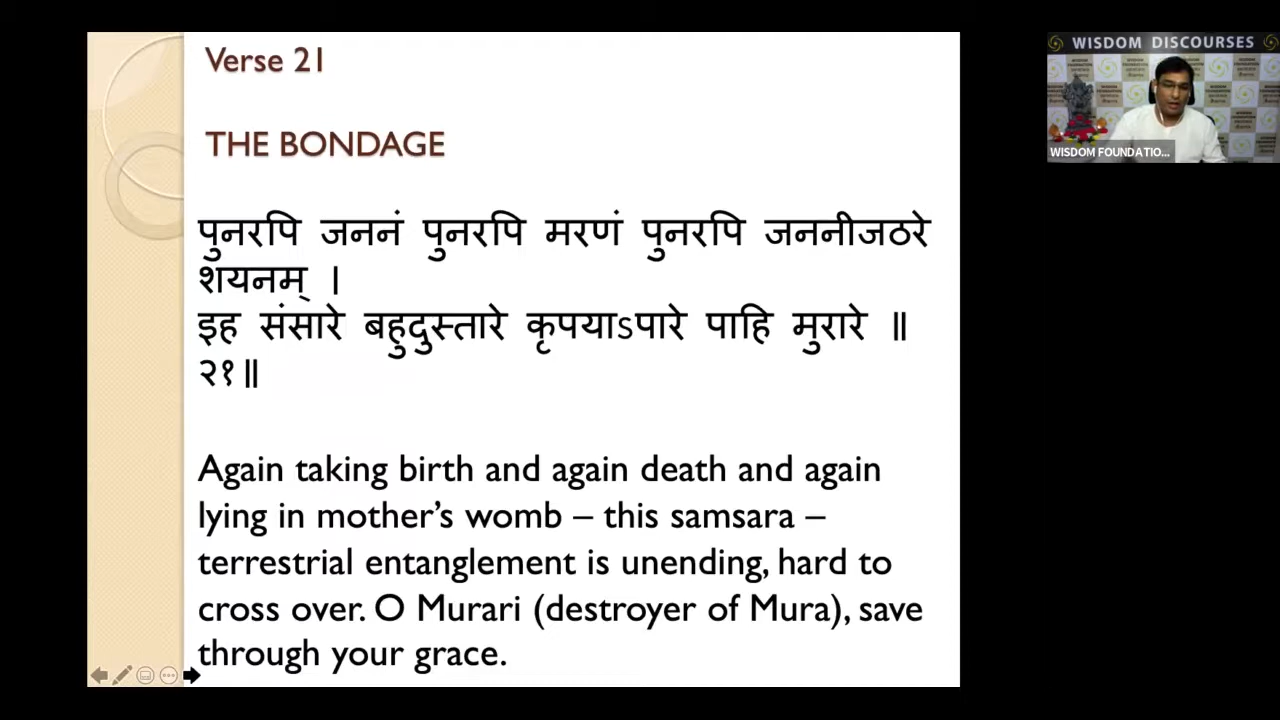 Verse 21
THE BONDAGE
पुनरपि जननं पुनरपि मरणं पुनरपि जननीजठरे
शयनम् ।
इह संसारे बहुदुस्तारे कृपयाऽपारे पाहि मुरारे ॥
२१॥
Again taking birth and again death and again
lying in mother’s womb – this samsara –
terrestrial entanglement is unending, hard to
cross over. O Murari (destroyer of Mura), save
through your grace.
WISDOM DISCOURSES
WISDOM FOUNDATIO...